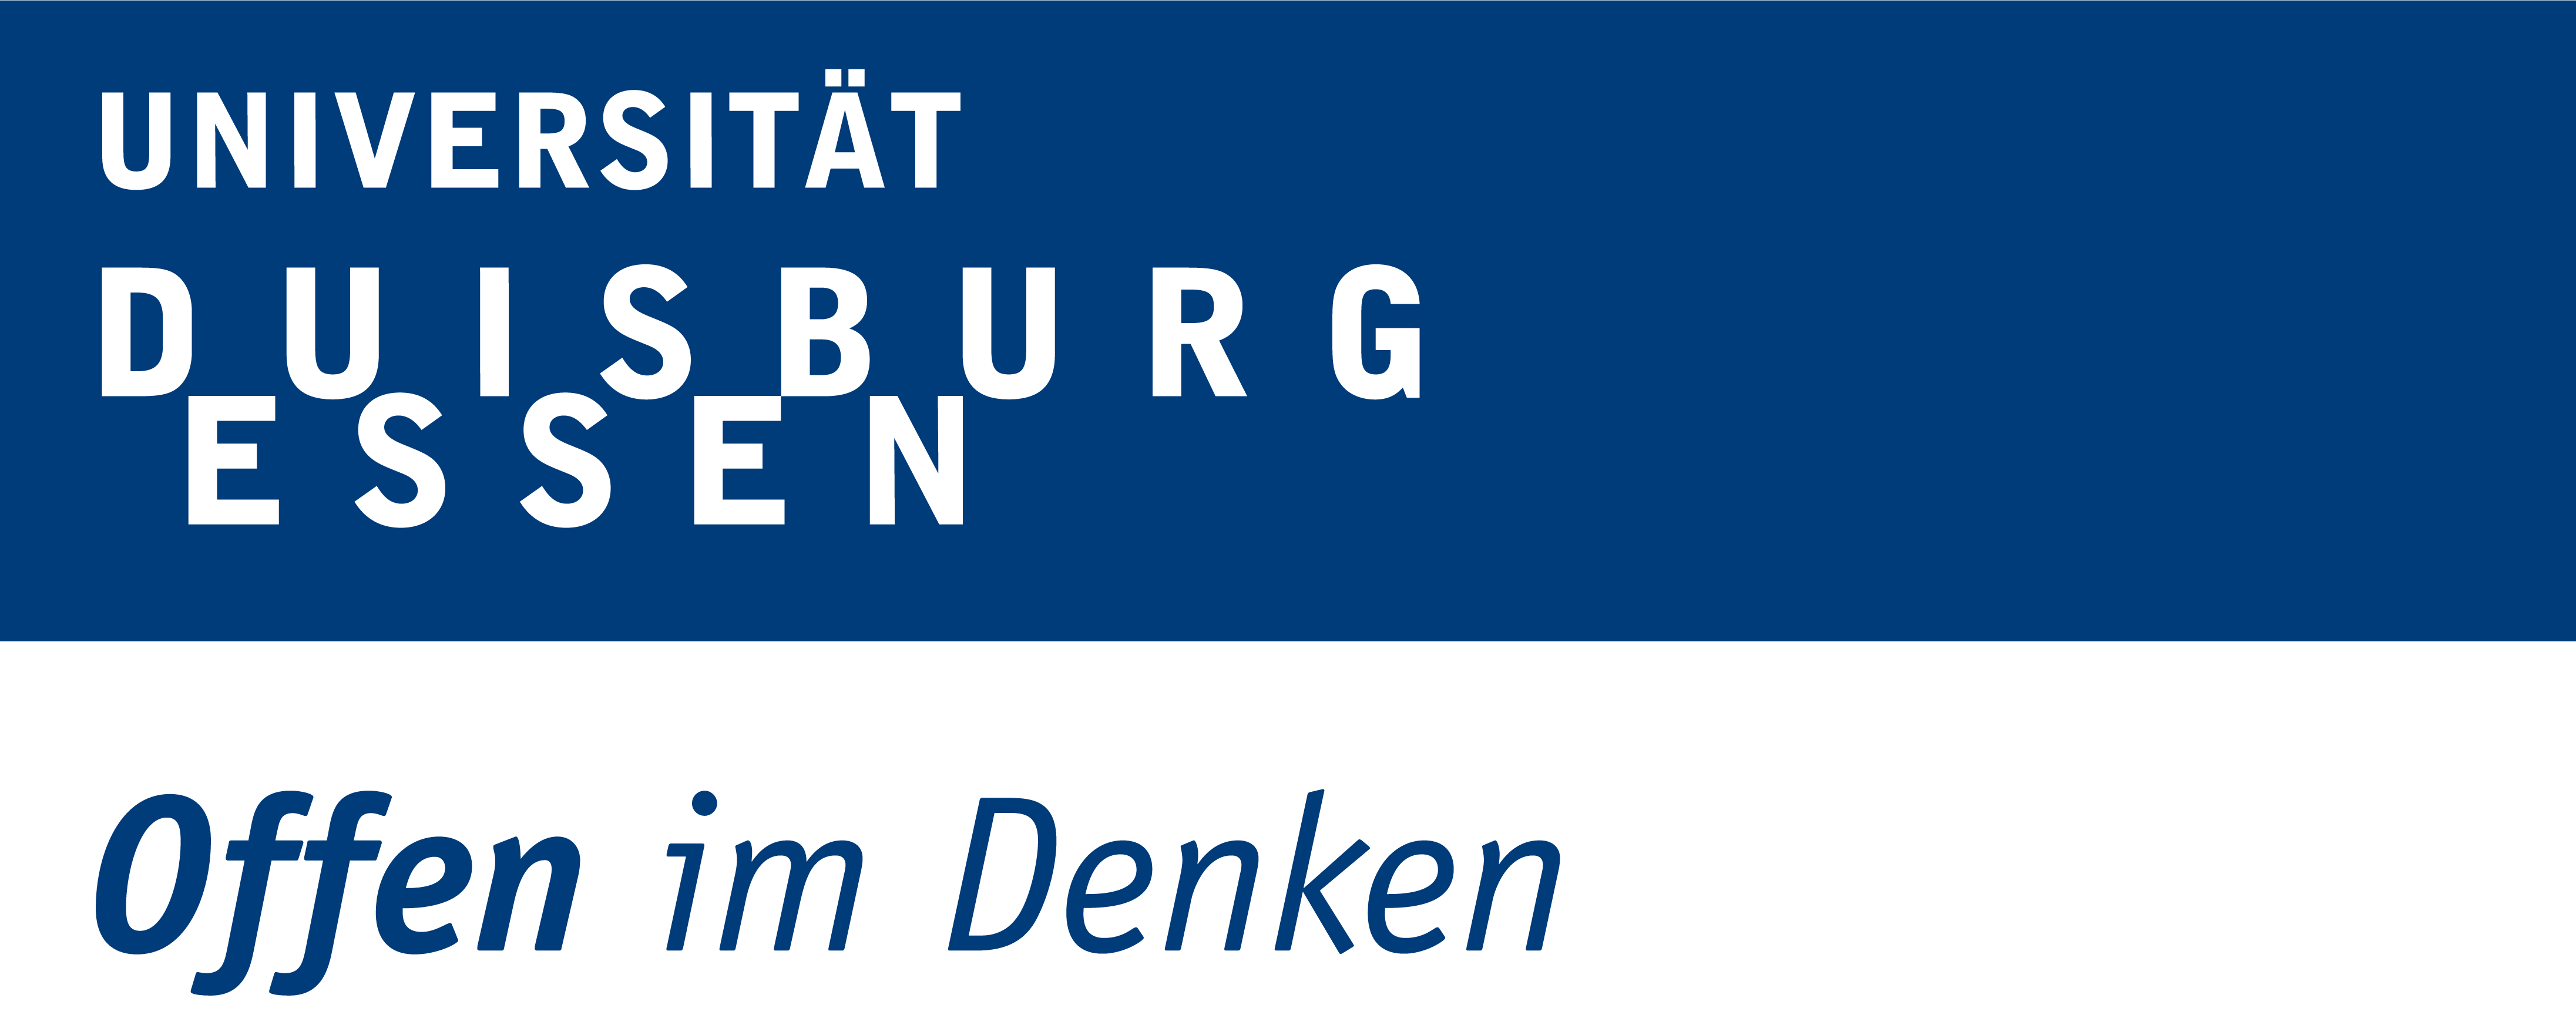 UNIVERSITÄT
DUISBURG
ESSEN
Offen im Denken